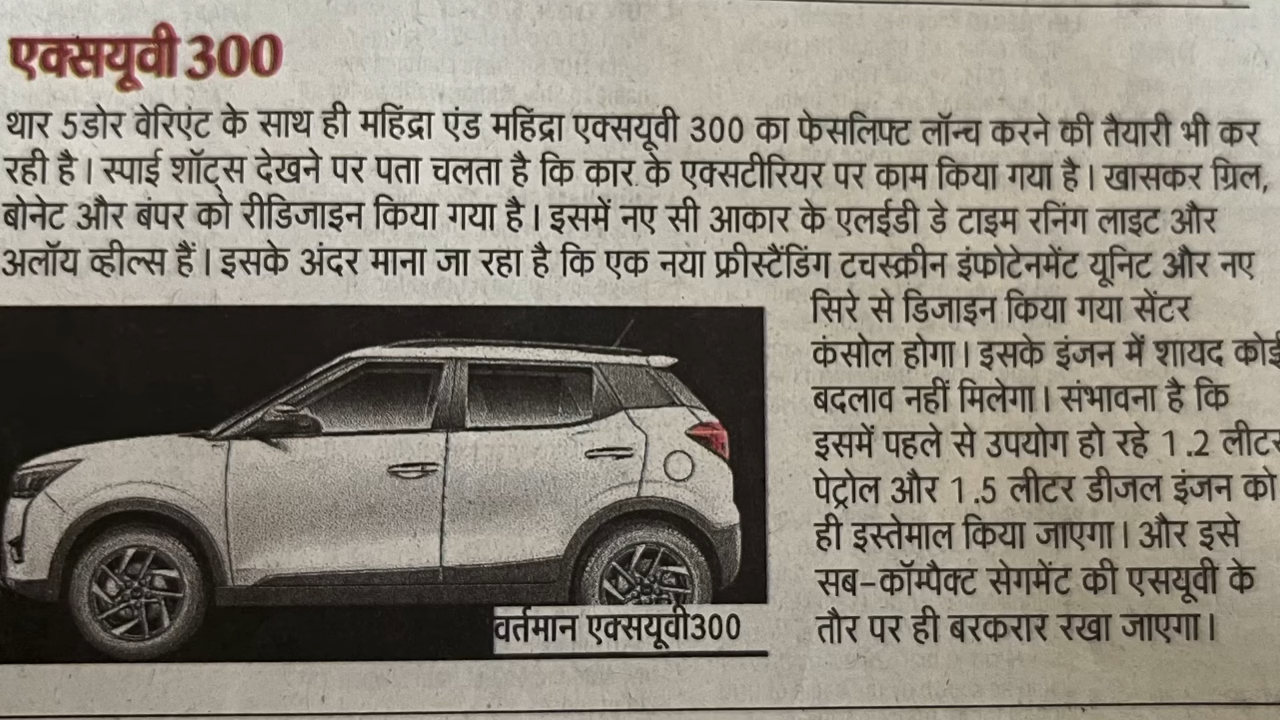 एक्सयूवी 300
थार 5डोर वेरिएंट के साथ ही महिंद्रा एंड महिंद्रा एक्सयूवी 300 का फेसलिफ्ट लॉन्च करने की तैयारी भी कर
रही है। स्पाई शॉट्स देखने पर पता चलता है कि कार के एक्सटीरियर पर काम किया गया है। खासकर ग्रिल,
बोनेट और बंपर को रीडिजाइन किया गया है। इसमें नए सी आकार के एलईडी डे टाइम रनिंग लाइट और
अलॉय व्हील्स हैं। इसके अंदर माना जा रहा है कि एक नया फ्रीस्टैंडिंग टचस्क्रीन इंफोटेनमेंट यूनिट और नए
सिरे से डिजाइन किया गया सेंटर
कंसोल होगा। इसके इंजन में शायद कोई
बदलाव नहीं मिलेगा। संभावना है कि
इसमें पहले से उपयोग हो रहे 1.2 लीटर
पेट्रोल और 1.5 लीटर डीजल इंजन को
ही इस्तेमाल किया जाएगा। और इसे
सब-कॉम्पैक्ट सेगमेंट की एसयूवी के
तौर पर ही बरकरार रखा जाएगा।
वर्तमान एक्सयूवी300